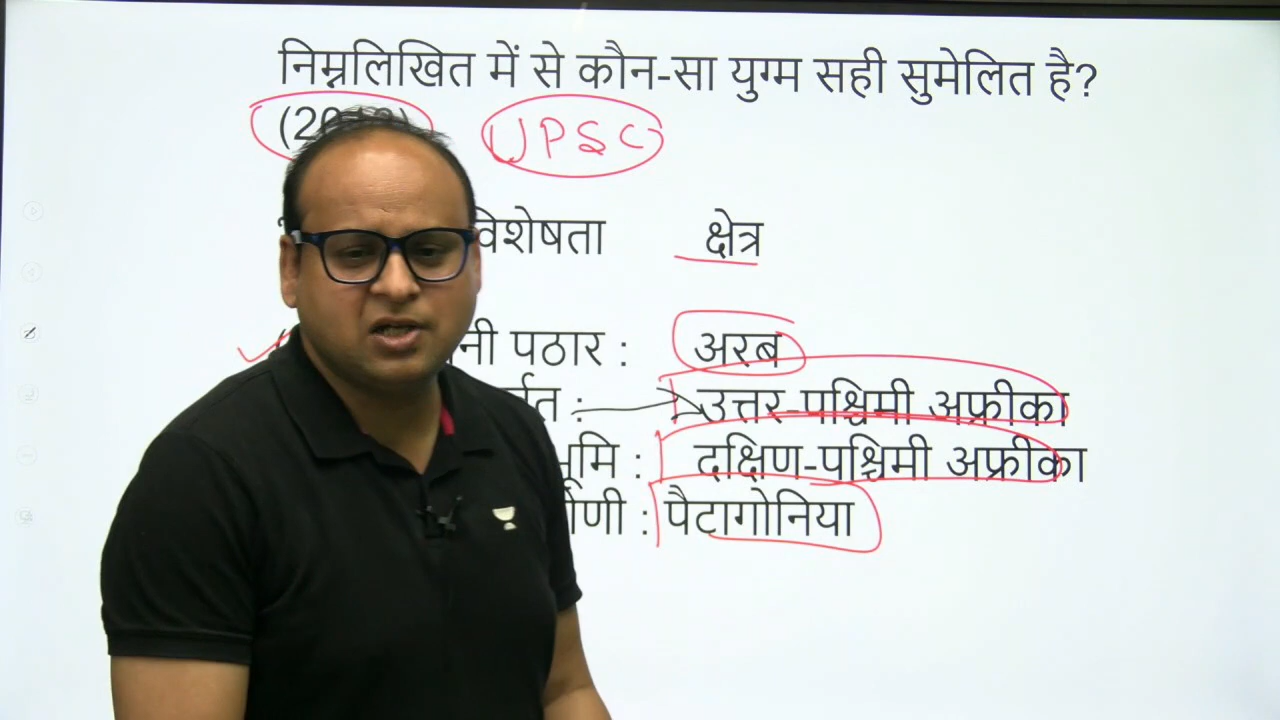 निम्नलिखित में से कौन-सा युग्म सही सुमेलित है?
UPSC
विशेषता क्षेत्र
पठार : अरब
: उत्तर-पश्चिमी अफ्रीका
: दक्षिण-पश्चिमी अफ्रीका
: पैटागोनिया